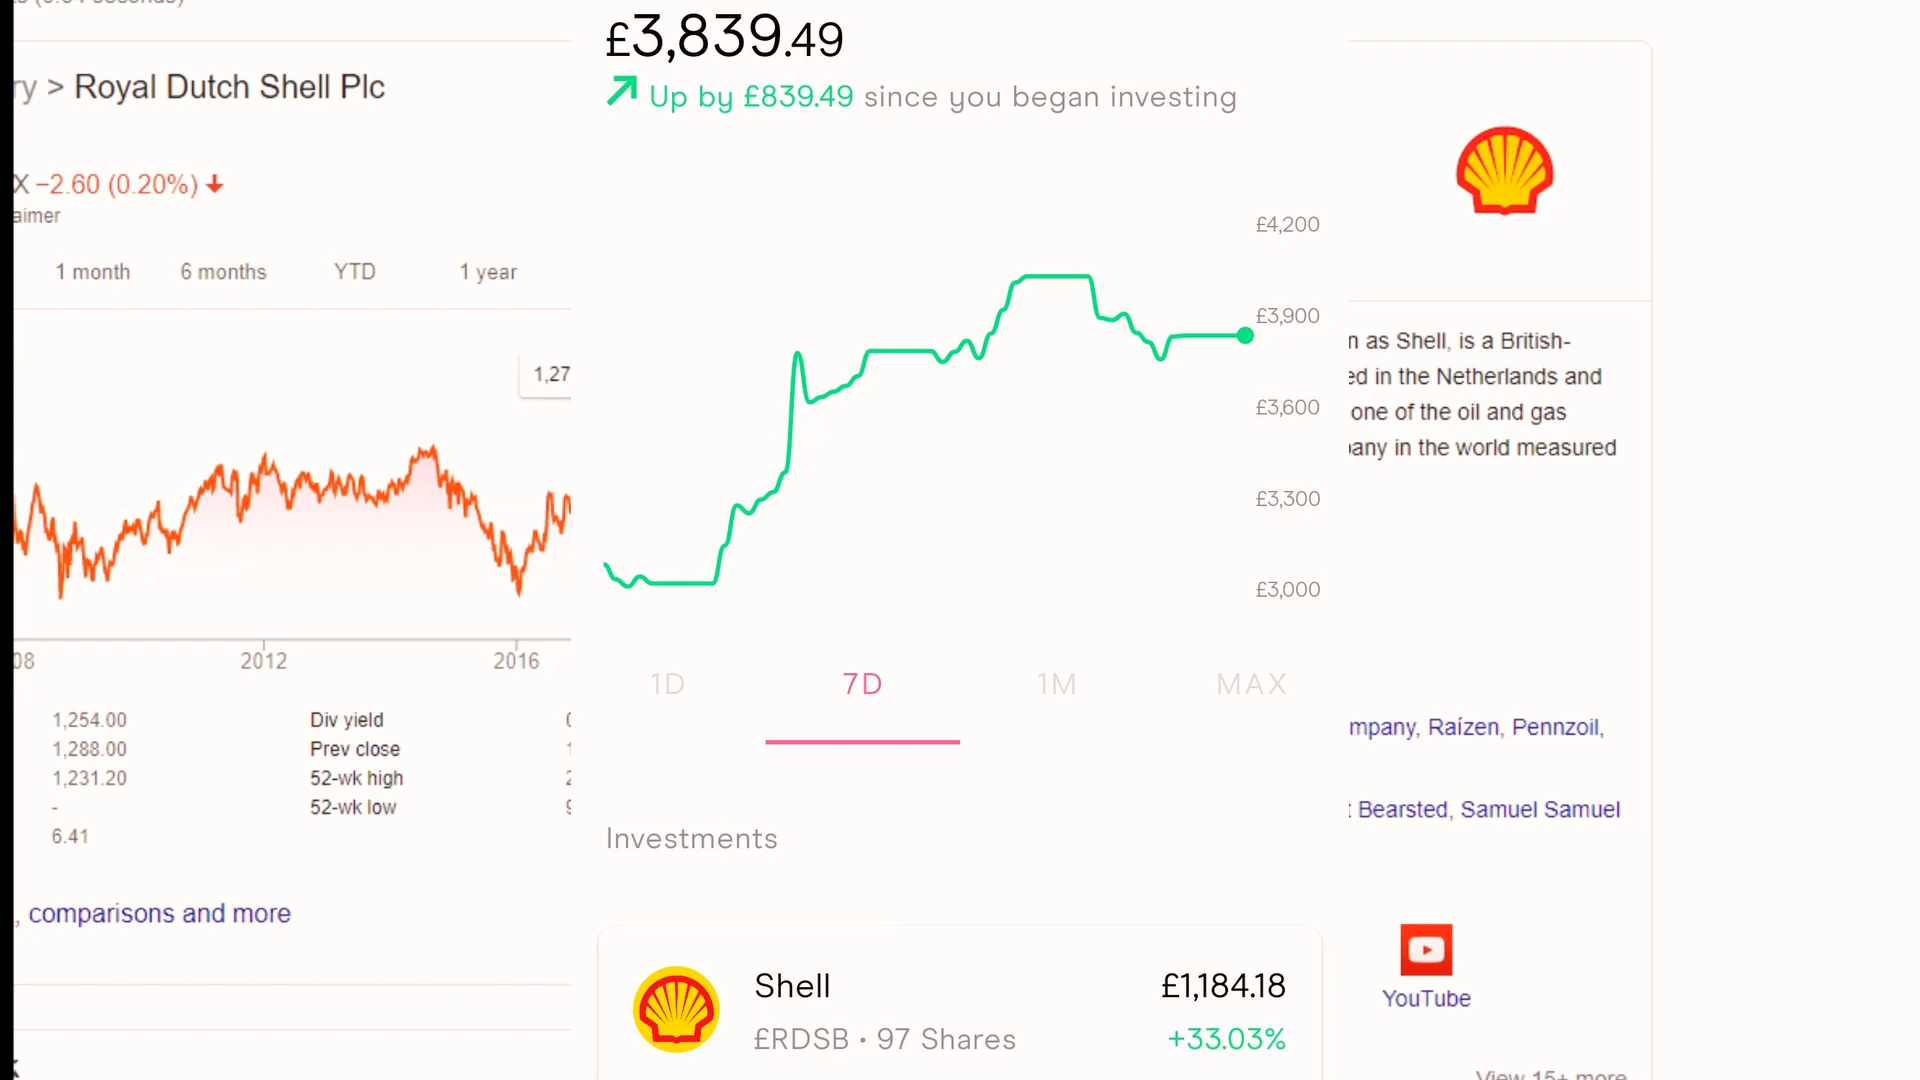 > Royal Dutch Shell Plc
−2.60 (0.20%)
1 month 6 months YTD 1 year
1,27
2012 2016
1,254.00 Div yield
1,288.00 Prev close
1,231.20 52-wk high
- 52-wk low
6.41
, comparisons and more
£3,839.49
Up by £839.49 since you began investing
£4,200
£3,900
£3,600
£3,300
£3,000
1D 7D 1M MAX
Investments
Shell £1,184.18
£RDSB • 97 Shares +33.03%
n as Shell, is a British-
ed in the Netherlands and
one of the oil and gas
any in the world measured
mpany, Raízen, Pennzoil,
Bearsted, Samuel Samuel
YouTube
View 15+ more